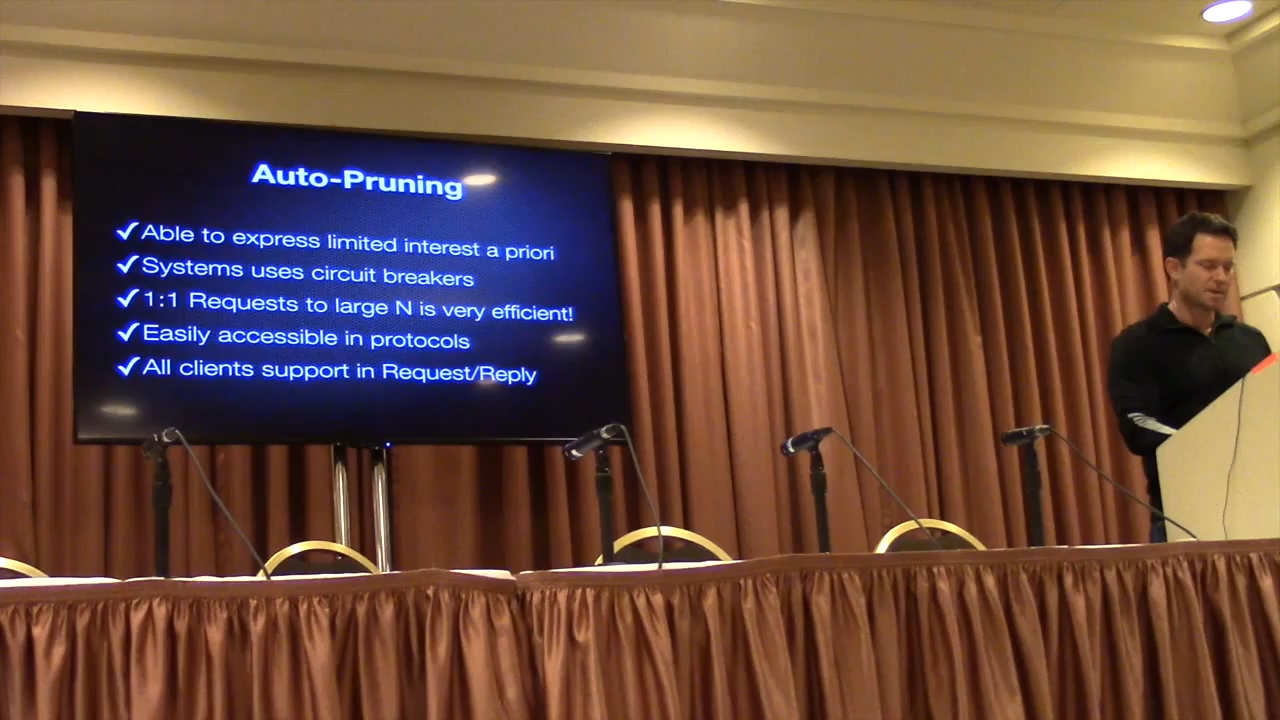 Auto-Pruning
✓Able to express limited interest a priori
✓Systems uses circuit breakers
✓1:1 Requests to large N is very efficient!
✓Easily accessible in protocols
✓All clients support in Request/Reply